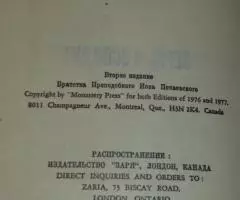 Второе издание
Братства Преподобного Иова Почаевского
Copyright by "Monastery Press" for both Editions of 1976 and 1977,
8011 Champagneur Ave., Montreal, Que., H3N 2K4. Canada
РАСПРОСТРАНЕНИЕ:
ИЗДАТЕЛЬСТВО "ЗАРЯ", ЛОНДОН, КАНАДА
DIRECT INQUIRIES AND ORDERS TO:
ZARIA, 73 BISCAY ROAD,
LONDON, ONTARIO